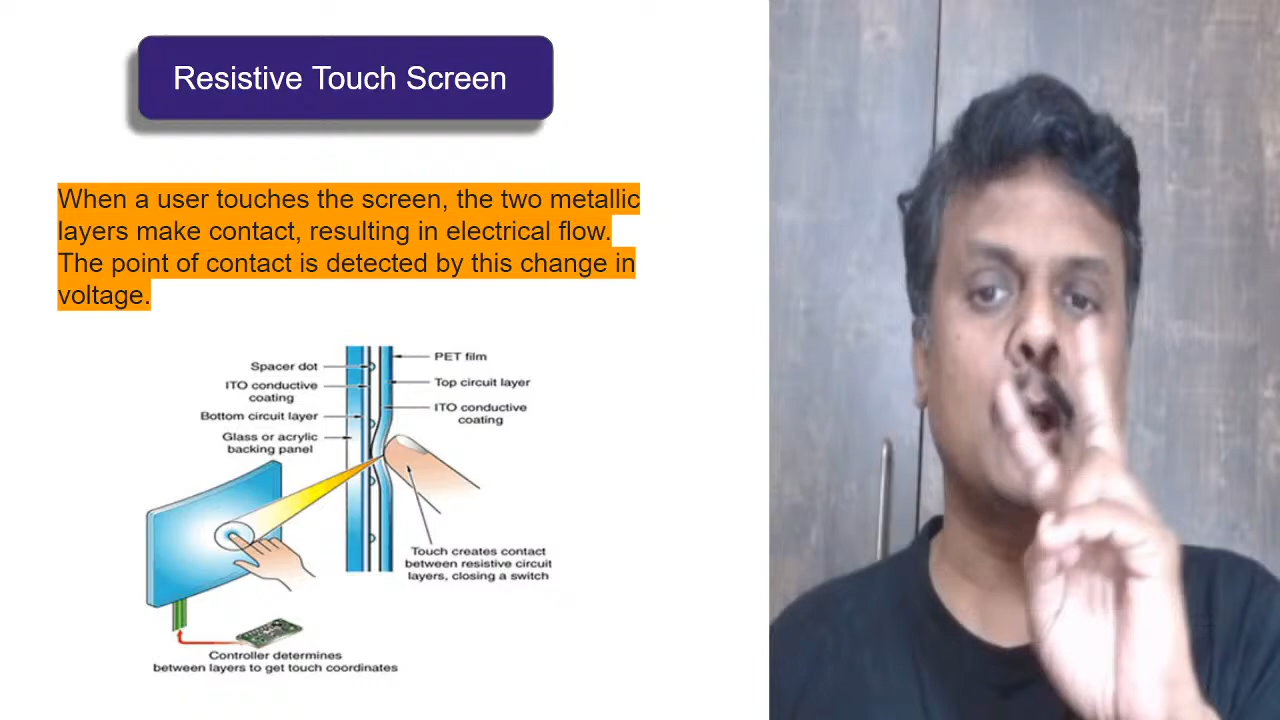 Resistive Touch Screen
When a user touches the screen, the two metallic
layers make contact, resulting in electrical flow.
The point of contact is detected by this change in
voltage.
Spacer dot
ITO conductive
coating
Bottom circuit layer
Glass or acrylic
backing panel
PET film
Top circuit layer
ITO conductive
coating
Touch creates contact
between resistive circuit
layers, closing a switch
Controller determines
between layers to get touch coordinates